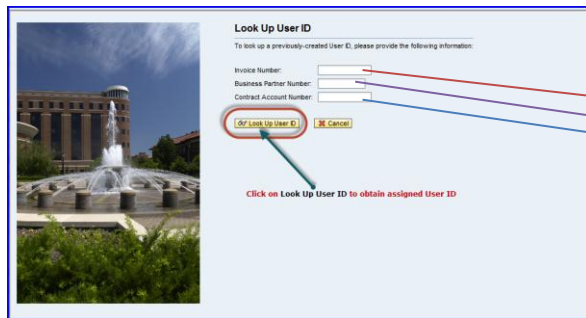 Look Up User ID
To look up a previously-created User ID, please provide the following information:
Invoice Number:
Business Partner Number:
Contract Account Number:
Look Up User ID
Cancel
Click on Look Up User ID to obtain assigned User ID